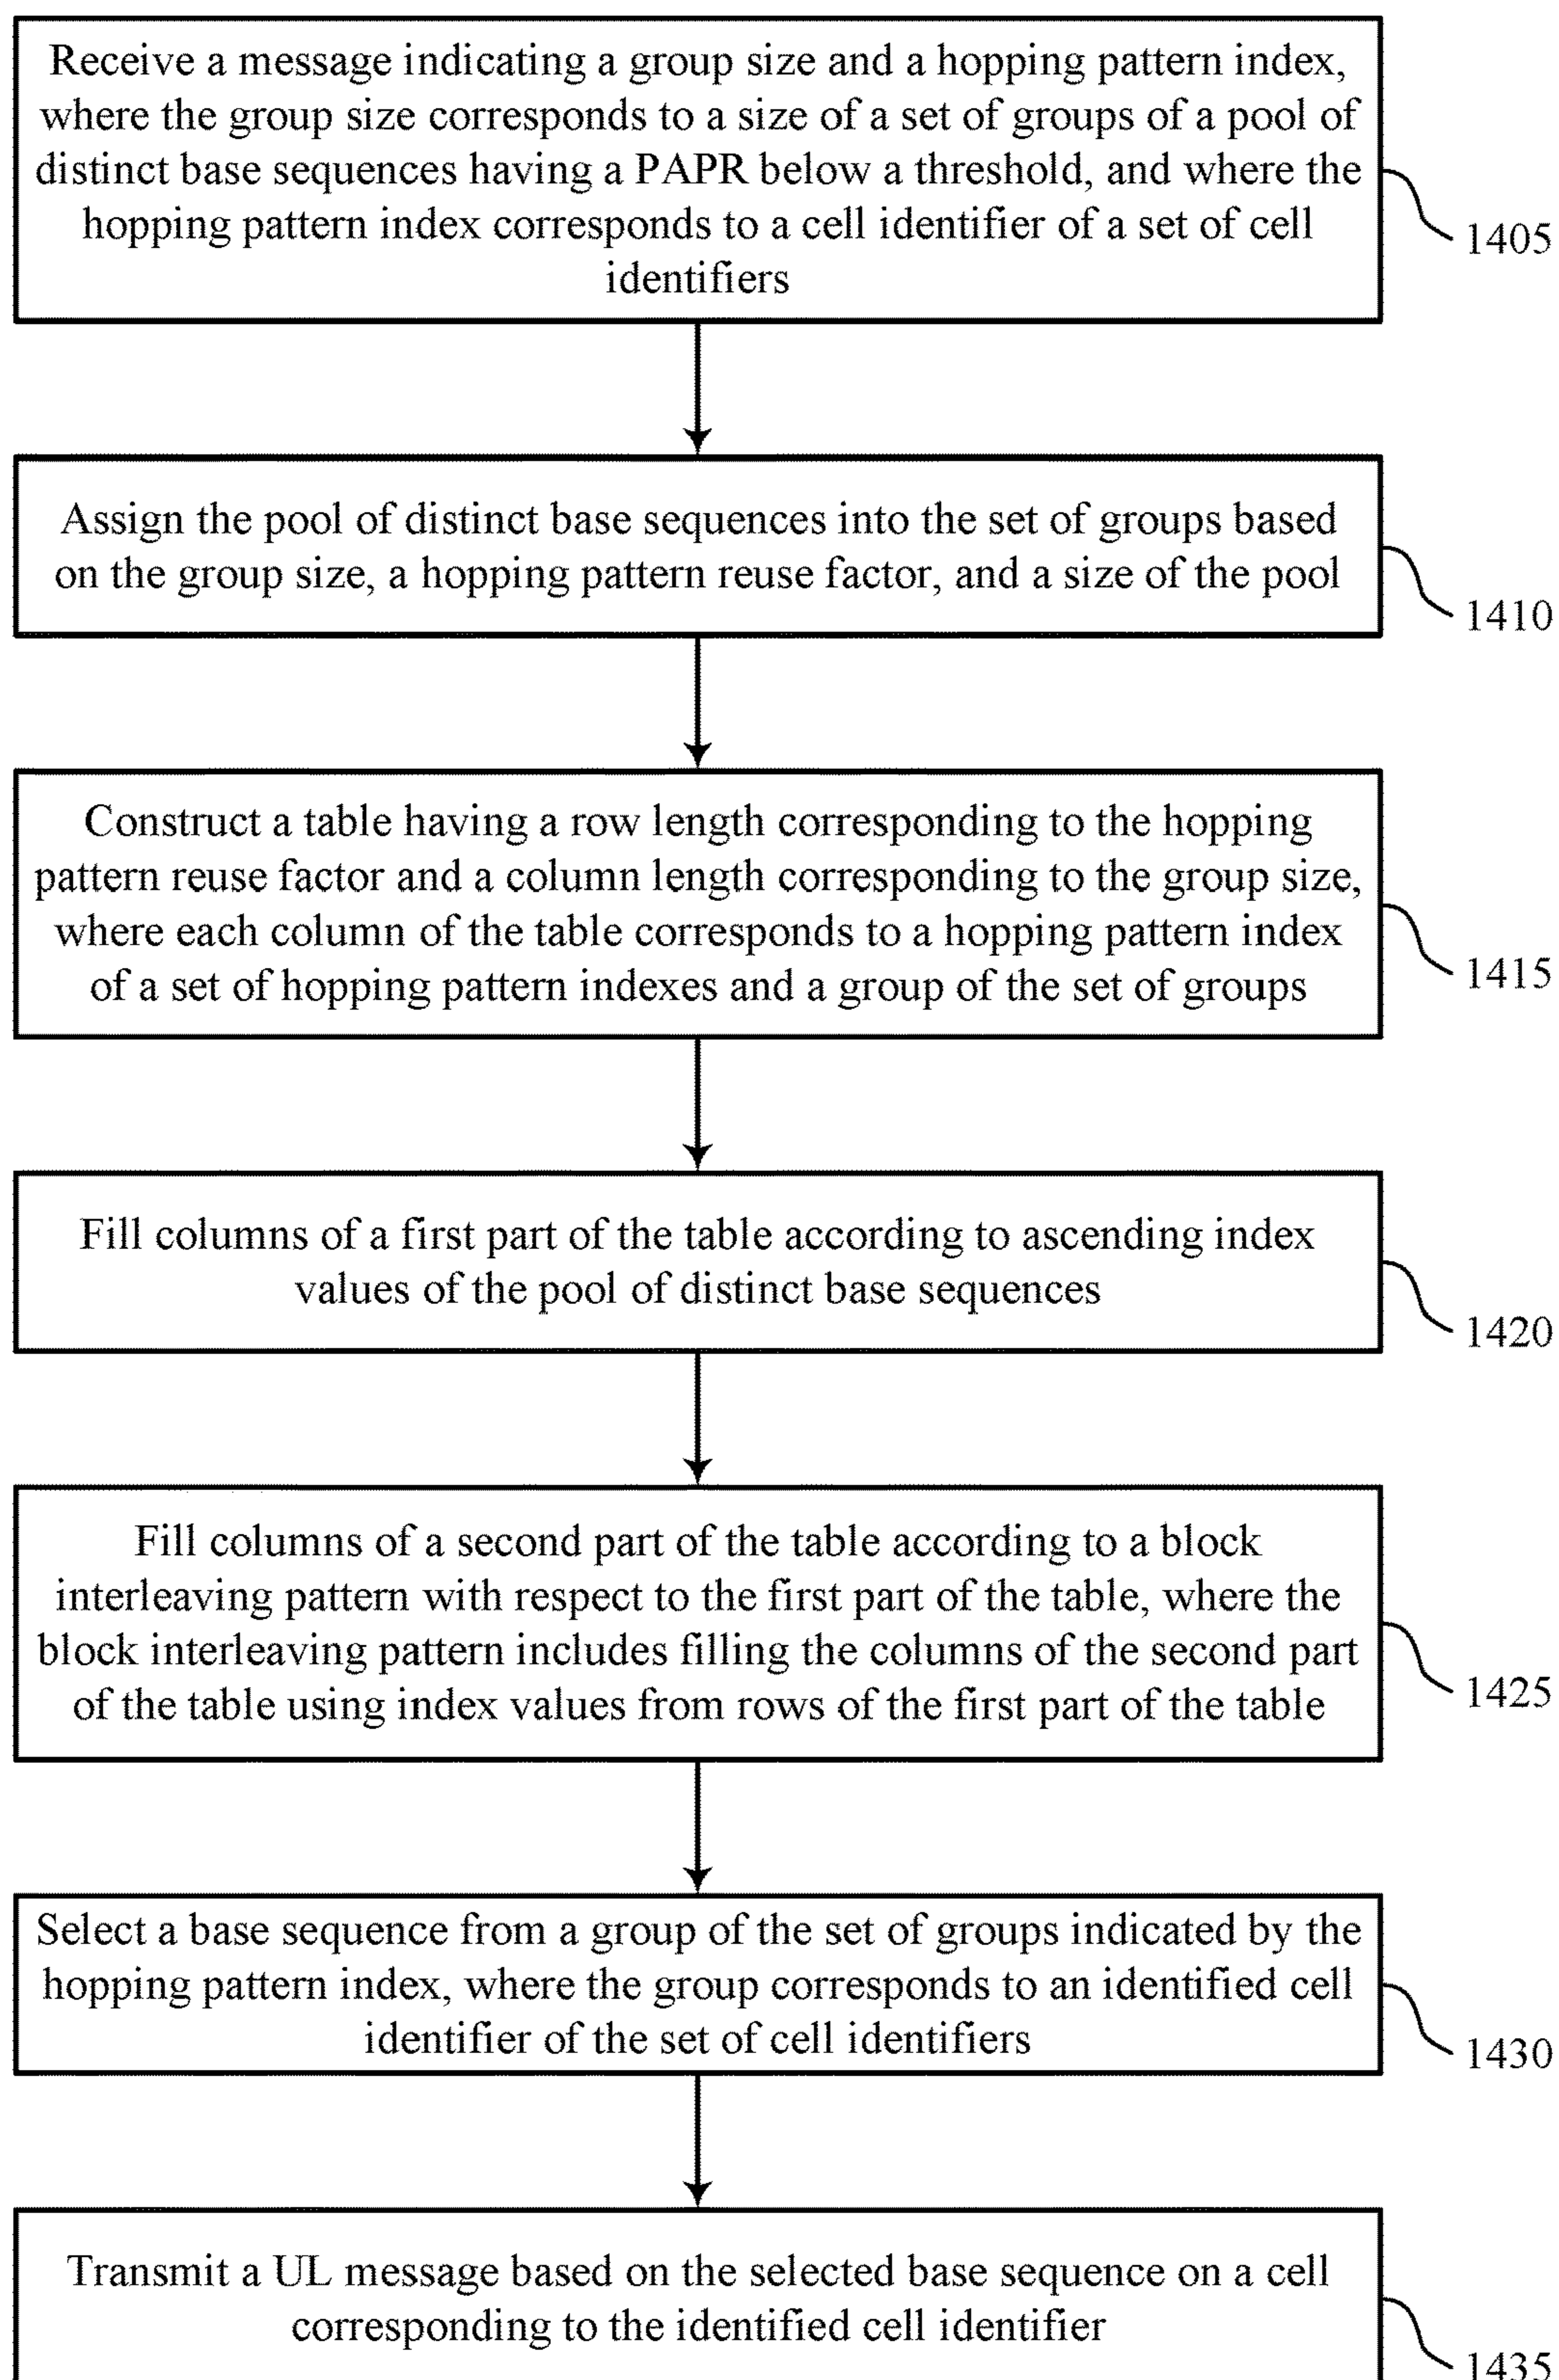 Receive a message indicating a group size and a hopping pattern index,
where the group size corresponds to a size of a set of groups of a pool of
distinct base sequences having a PAPR below a threshold, and where the
hopping pattern index corresponds to a cell identifier of a set of cell
identifiers
1405
Assign the pool of distinct base sequences into the set of groups based
on the group size, a hopping pattern reuse factor, and a size of the pool
1410
Construct a table having a row length corresponding to the hopping
pattern reuse factor and a column length corresponding to the group size,
where each column of the table corresponds to a hopping pattern index
of a set of hopping pattern indexes and a group of the set of groups
1415
Fill columns of a first part of the table according to ascending index
values of the pool of distinct base sequences
1420
Fill columns of a second part of the table according to a block
interleaving pattern with respect to the first part of the table, where the
block interleaving pattern includes filling the columns of the second part
of the table using index values from rows of the first part of the table
1425
Select a base sequence from a group of the set of groups indicated by the
hopping pattern index, where the group corresponds to an identified cell
identifier of the set of cell identifiers
1430
Transmit a UL message based on the selected base sequence on a cell
corresponding to the identified cell identifier
1435